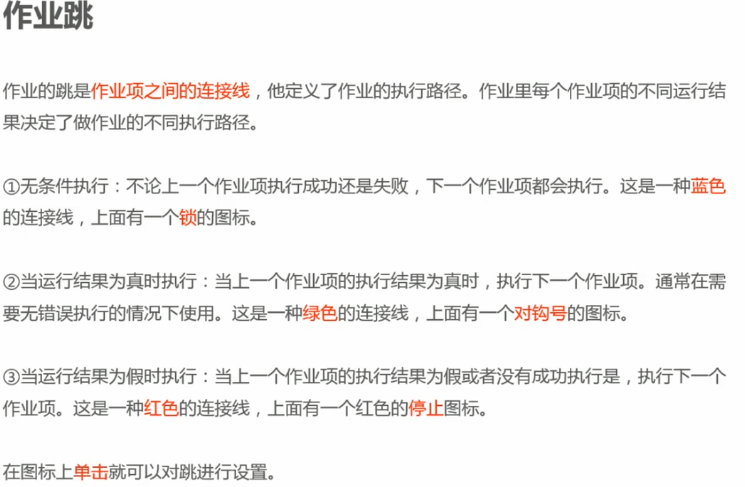 作业跳
作业的跳是作业项之间的连接线，他定义了作业的执行路径。作业里每个作业项的不同运行结
果决定了做作业的不同执行路径。
①无条件执行：不论上一个作业项执行成功还是失败，下一个作业项都会执行。这是一种蓝色
的连接线，上面有一个锁的图标。
②当运行结果为真时执行：当上一个作业项的执行结果为真时，执行下一个作业项。通常在需
要无错误执行的情况下使用。这是一种绿色的连接线，上面有一个对钩号的图标。
③当运行结果为假时执行：当上一个作业项的执行结果为假或者没有成功执行是，执行下一个
作业项。这是一种红色的连接线，上面有一个红色的停止图标。
在图标上单击就可以对跳进行设置。